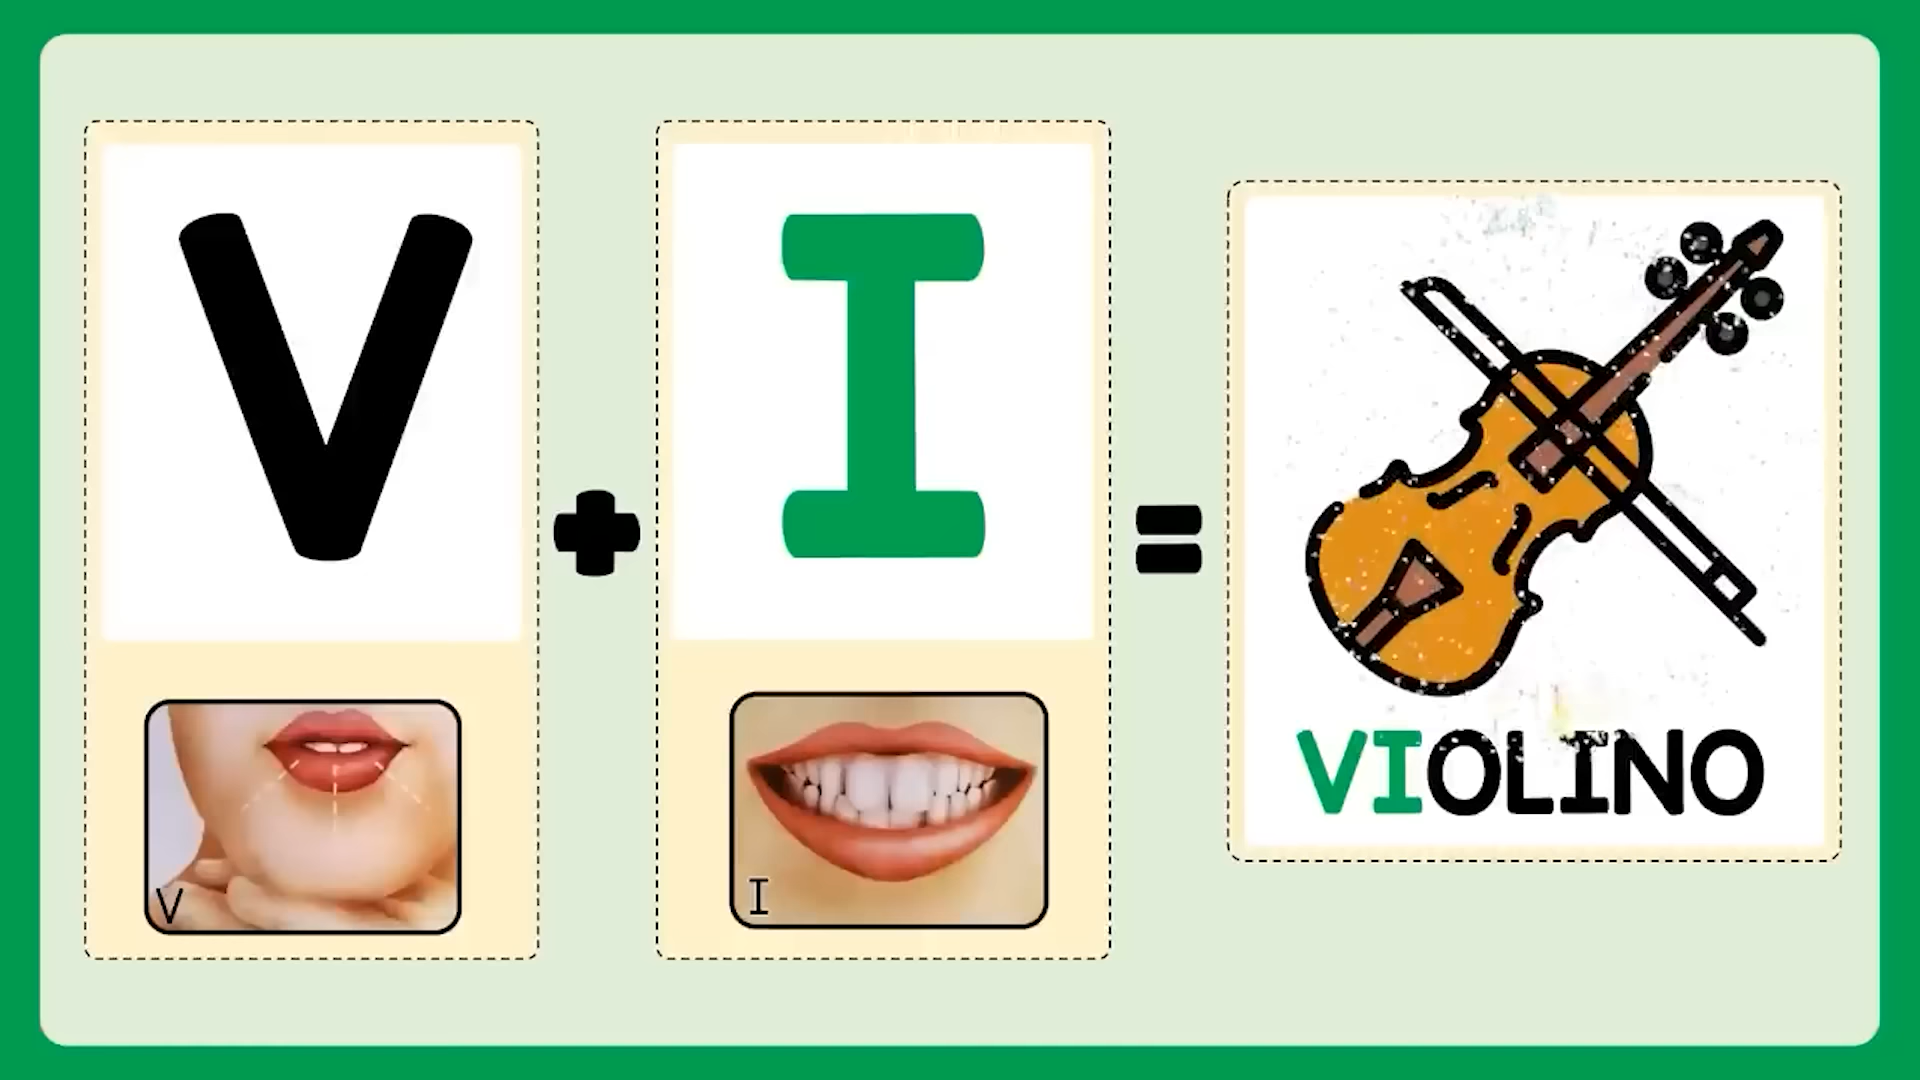 V + I =
V
I
VIOLINO